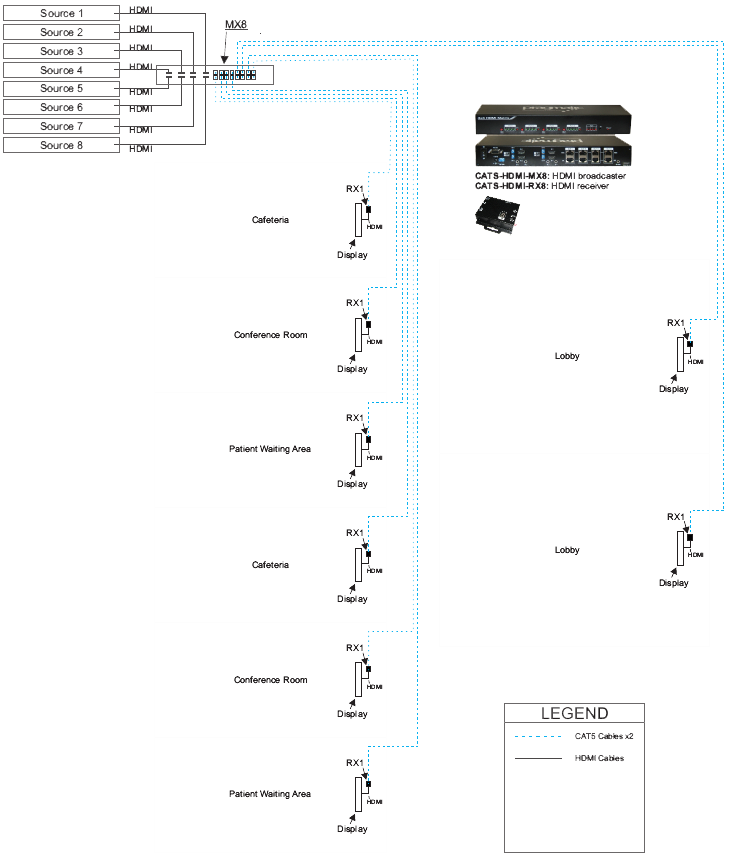 Source 1
HDMI
Source 2
HDMI
Source 3
HDMI
Source 4
HDMI
Source 5
HDMI
Source 6
HDMI
Source 7
HDMI
Source 8
HDMI
MX8
CAT5-HDMI-MX8: HDMI broadcaster
CAT5-HDMI-RX8: HDMI receiver
RX1
Cafeteria
HDMI
Display
RX1
Conference Room
HDMI
Display
RX1
Lobby
HDMI
Display
RX1
Patient Waiting Area
HDMI
Display
RX1
Cafeteria
HDMI
Display
RX1
Lobby
HDMI
Display
RX1
Conference Room
HDMI
Display
RX1
Patient Waiting Area
HDMI
Display
LEGEND
CAT5 Cables x2
HDMI Cables